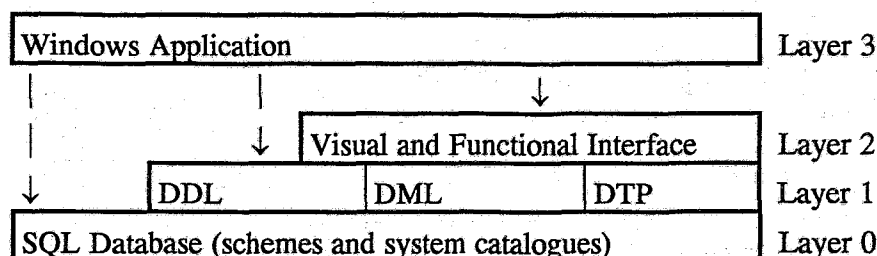 Windows Application Layer 3
Visual and Functional Interface Layer 2
DDL DML DTP Layer 1
SQL Database (schemes and system catalogues) Layer 0